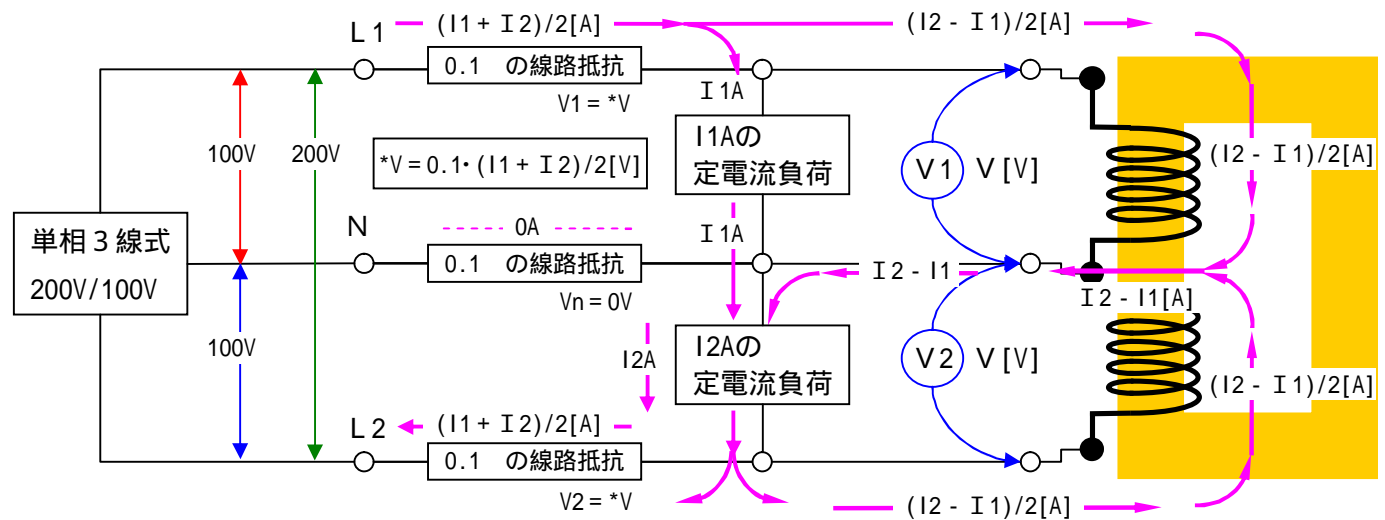 L1
(I1+I2)/2[A]
(I2-I1)/2[A]
0.1 の線路抵抗
I1A
V1=*V
100V
200V
*V=0.1・(I1+I2)/2[V]
I1Aの
定電流負荷
V1
V[V]
(I2-I1)/2[A]
単相3線式
200V/100V
N
0A
I1A
0.1 の線路抵抗
I2-I1
Vn=0V
I2-I1[A]
100V
I2A
I2Aの
定電流負荷
V2
V[V]
(I2-I1)/2[A]
L2
(I1+I2)/2[A]
0.1 の線路抵抗
V2=*V
(I2-I1)/2[A]